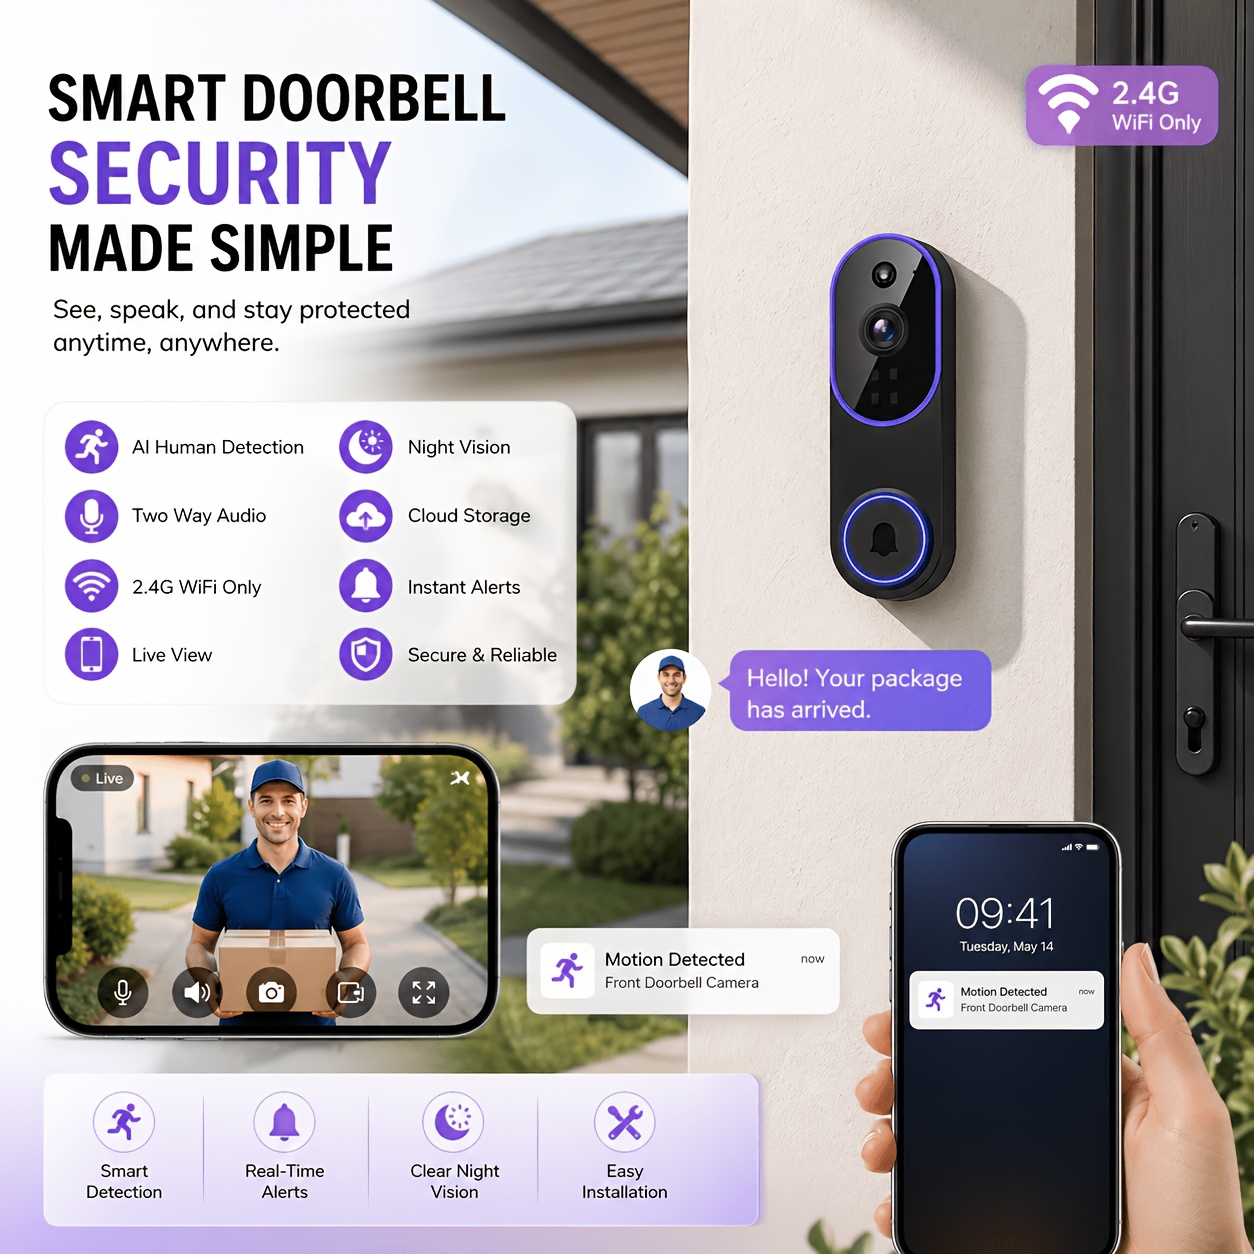 SMART DOORBELL
SECURITY
MADE SIMPLE
See, speak, and stay protected
anytime, anywhere.
2.4G
WiFi Only
AI Human Detection
Night Vision
Two Way Audio
Cloud Storage
2.4G WiFi Only
Instant Alerts
Live View
Secure & Reliable
Hello! Your package
has arrived.
Live
Motion Detected
now
Front Doorbell Camera
09:41
Tuesday, May 14
Motion Detected
now
Front Doorbell Camera
Smart
Detection
Real-Time
Alerts
Clear Night
Vision
Easy
Installation